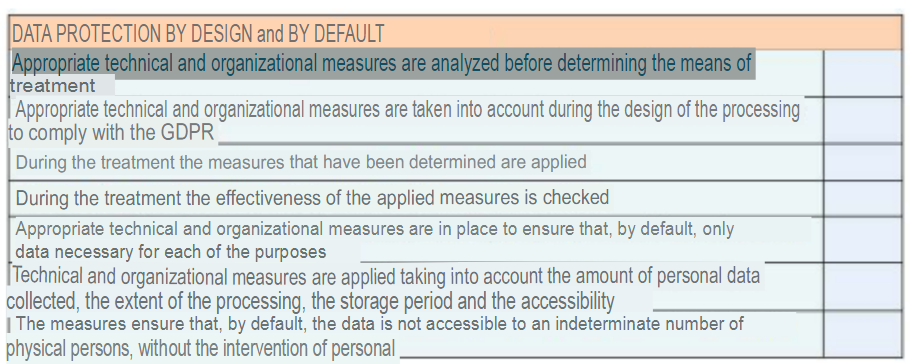 DATA PROTECTION BY DESIGN and BY DEFAULT
Appropriate technical and organizational measures are analyzed before determining the means of
treatment
Appropriate technical and organizational measures are taken into account during the design of the processing
to comply with the GDPR
During the treatment the measures that have been determined are applied
During the treatment the effectiveness of the applied measures is checked
Appropriate technical and organizational measures are in place to ensure that, by default, only
data necessary for each of the purposes
Technical and organizational measures are applied taking into account the amount of personal data
collected, the extent of the processing, the storage period and the accessibility
The measures ensure that, by default, the data is not accessible to an indeterminate number of
physical persons, without the intervention of personal